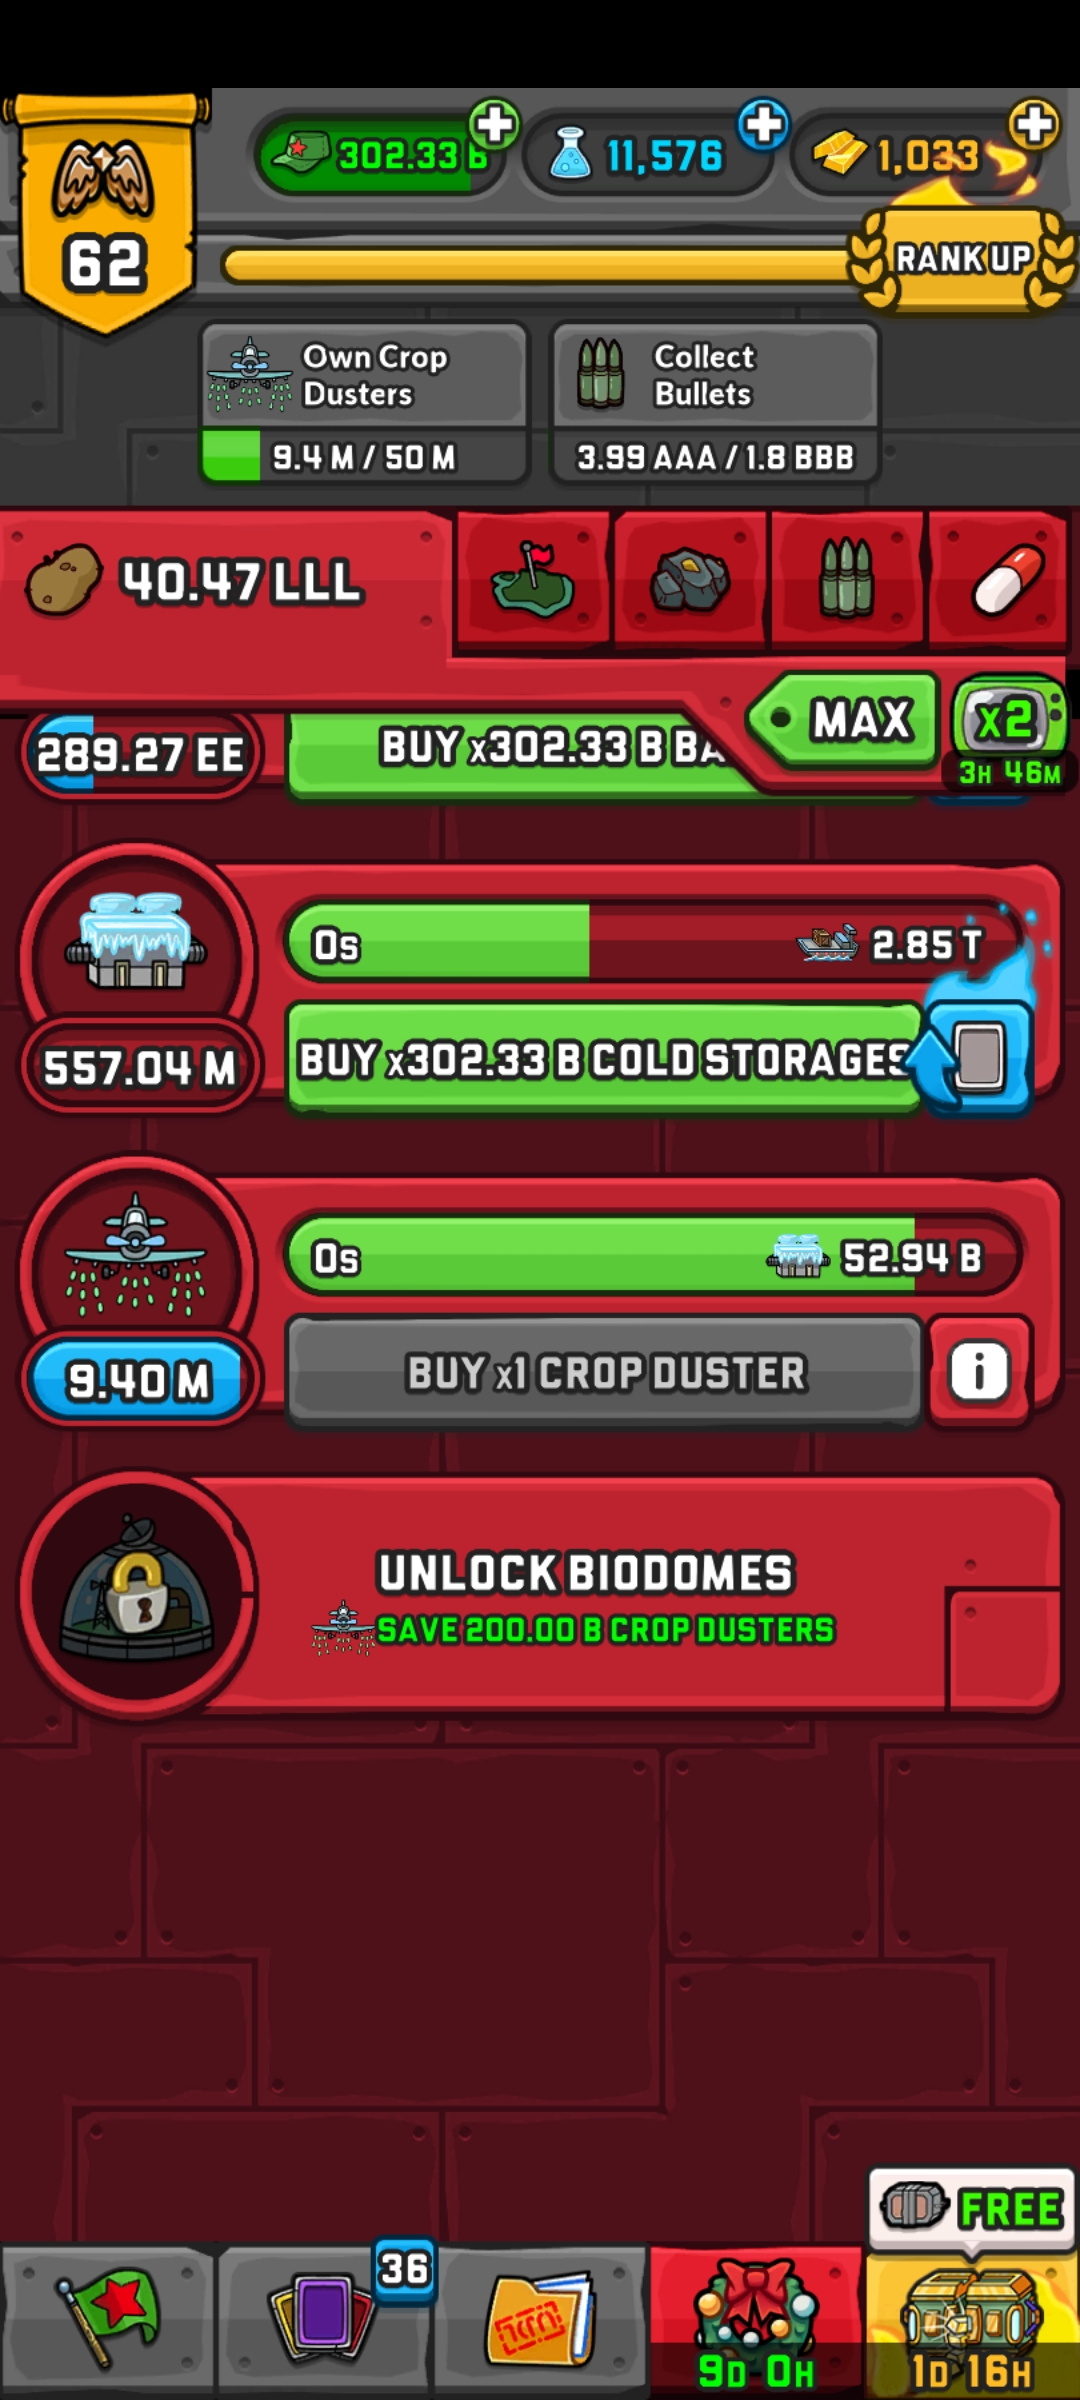 302.33 B
11,576
1,033
62
RANK UP
Own Crop
Dusters
9.4 M / 50 M
Collect
Bullets
3.99 AAA / 1.8 BBB
40.47 LLL
MAX
x2
3H 46M
289.27 EE
BUY x302.33 B BA
0s
2.85 T
557.04 M
BUY x302.33 B COLD STORAGES
0s
52.94 B
9.40 M
BUY x1 CROP DUSTER
i
UNLOCK BIODOMES
SAVE 200.00 B CROP DUSTERS
FREE
36
9D 0H
1D 16H